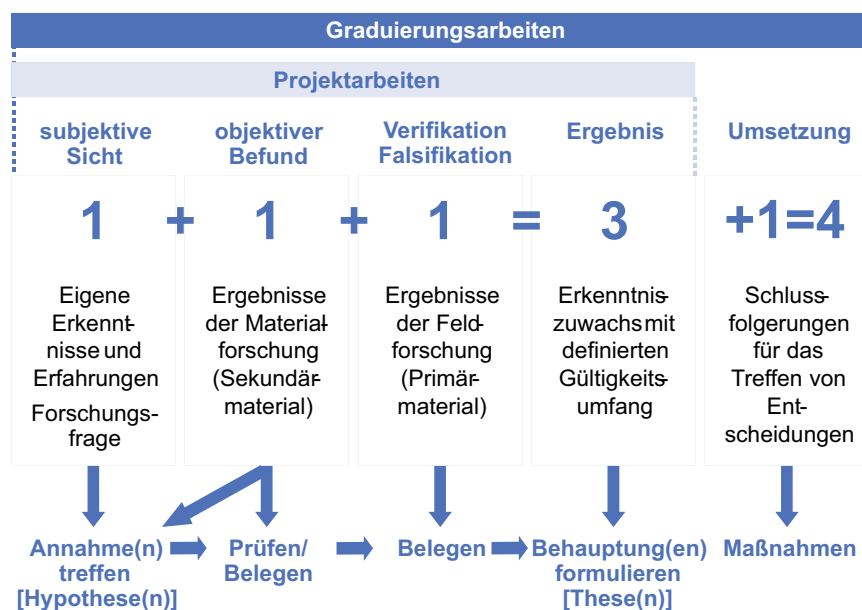 Graduierungsarbeiten
Projektarbeiten
subjektive
Sicht
objektiver
Befund
Verifikation
Falsifikation
Ergebnis
Umsetzung
1 + 1 + 1 = 3 +1=4
Eigene
Erkennt-
nisse und
Erfahrungen
Forschungs-
frage
Ergebnisse
der Material-
forschung
(Sekundär-
material)
Ergebnisse
der Feld-
forschung
(Primär-
material)
Erkenntnis-
zuwachs mit
definierten
Gültigkeits-
umfang
Schluss-
folgerungen
für das
Treffen von
Ent-
scheidungen
Annahme(n)
treffen
[Hypothese(n)]
Prüfen/
Belegen
Belegen
Behauptung(en)
formulieren
[These(n)]
Maßnahmen